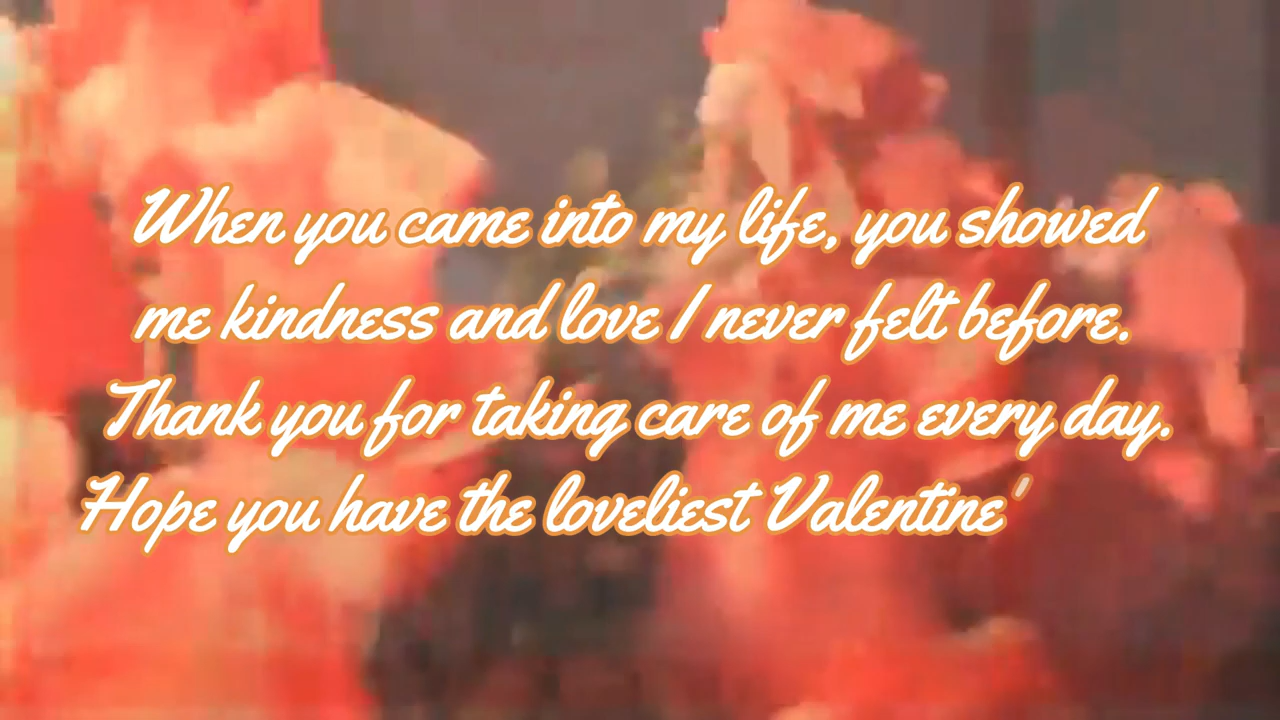 When you came into my life, you showed
me kindness and love I never felt before.
Thank you for taking care of me every day.
Hope you have the loveliest Valentine'